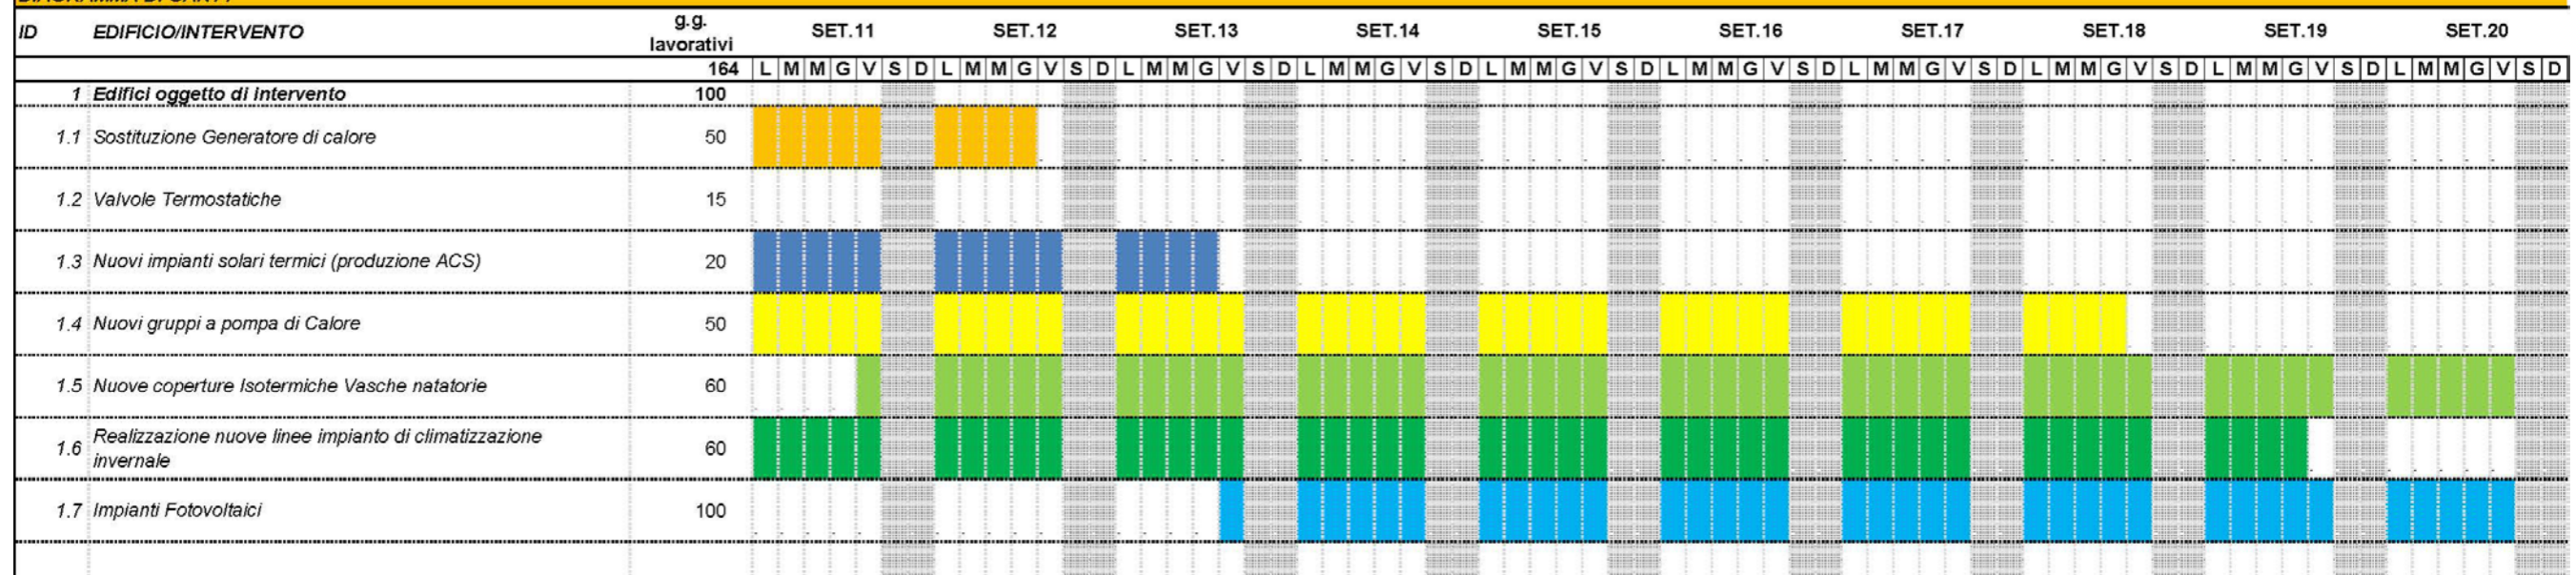 ID EDIFICIO/INTERVENTO g.g. lavorativi SET.11 SET.12 SET.13 SET.14 SET.15 SET.16 SET.17 SET.18 SET.19 SET.20
164 L M M G V S D L M M G V S D L M M G V S D L M M G V S D L M M G V S D L M M G V S D L M M G V S D L M M G V S D L M M G V S D L M M G V S D
1 Edifici oggetto di intervento 100
1.1 Sostituzione Generatore di calore 50
1.2 Valvole Termostatiche 15
1.3 Nuovi impianti solari termici (produzione ACS) 20
1.4 Nuovi gruppi a pompa di Calore 50
1.5 Nuove coperture Isotermiche Vasche natatorie 60
1.6 Realizzazione nuove linee impianto di climatizzazione
invernale 60
1.7 Impianti Fotovoltaici 100